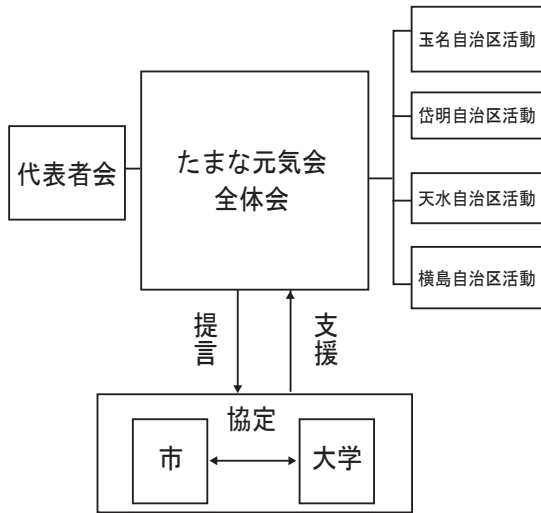 玉名自治区活動
岱明自治区活動
天水自治区活動
横島自治区活動
代表者会
たまな元気会
全体会
提言
支援
協定
市
大学